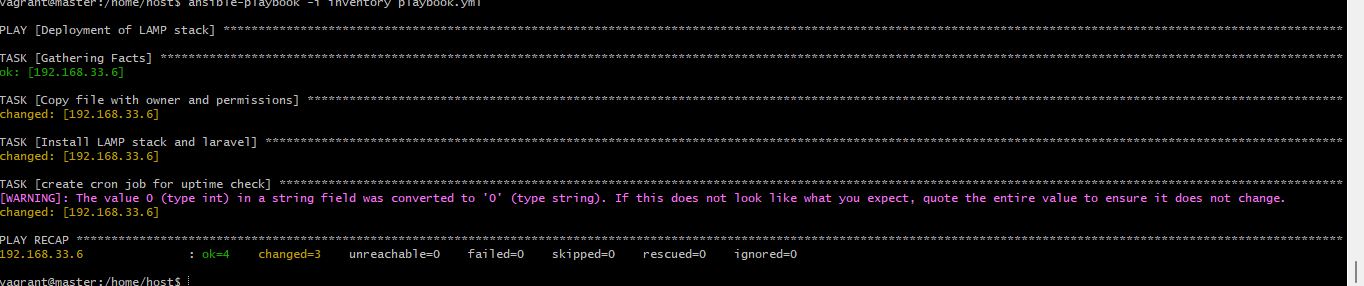 vagrant@master:/home/host$ ansible-playbook -i inventory playbook.yml
PLAY [Deployment of LAMP stack] ****************************************************************************************************************************************************************
TASK [Gathering Facts] *************************************************************************************************************************************************************************
ok: [192.168.33.6]
TASK [Copy file with owner and permissions] ****************************************************************************************************************************************************
changed: [192.168.33.6]
TASK [Install LAMP stack and laravel] **********************************************************************************************************************************************************
changed: [192.168.33.6]
TASK [create cron job for uptime check] ********************************************************************************************************************************************************
[WARNING]: The value 0 (type int) in a string field was converted to '0' (type string). If this does not look like what you expect, quote the entire value to ensure it does not change.
changed: [192.168.33.6]
PLAY RECAP *************************************************************************************************************************************************************************************
192.168.33.6               : ok=4    changed=3    unreachable=0    failed=0    skipped=0    rescued=0    ignored=0
vagrant@master:/home/host$